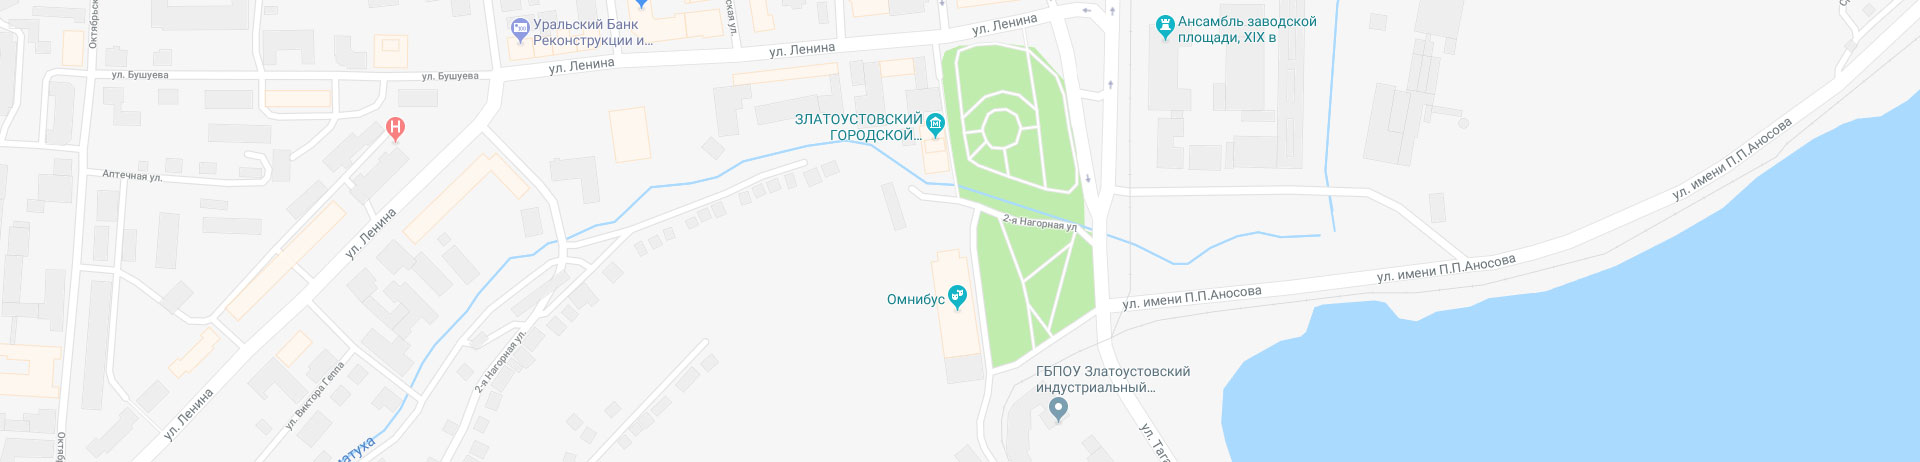 Уральский Банк
Реконструкции и...
Ансамбль заводской
площади, XIX в
ул. Ленина
ул. Ленина
ул. Ленина
ул. Бушуева
ул. Бушуева
ЗЛАТОУСТОВСКИЙ
ГОРОДСКОЙ...
H
Аптечная ул.
ул. имени П.П.Аносова
2-я Нагорная ул
ул. Ленина
ул. имени П.П.Аносова
ул. имени П.П.Аносова
Омнибус
2-я Нагорная ул.
ул. Виктора Геппа
ГБПОУ Златоустовский
индустриальный...
ул. Ленина